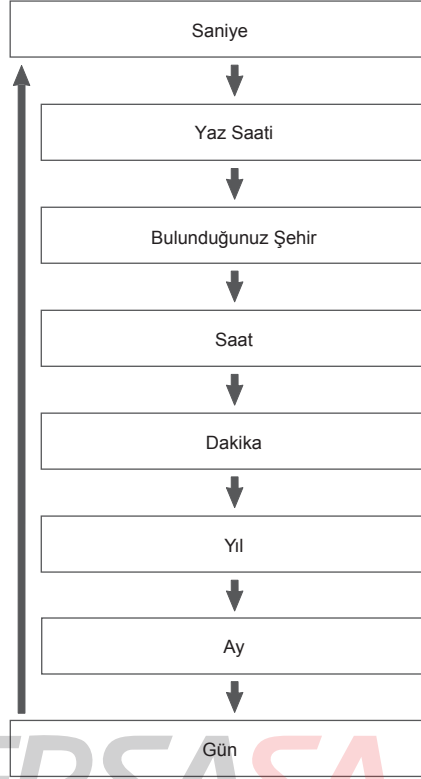 Saniye
Yaz Saati
Bulunduğunuz Şehir
Saat
Dakika
Yıl
Ay
Gün